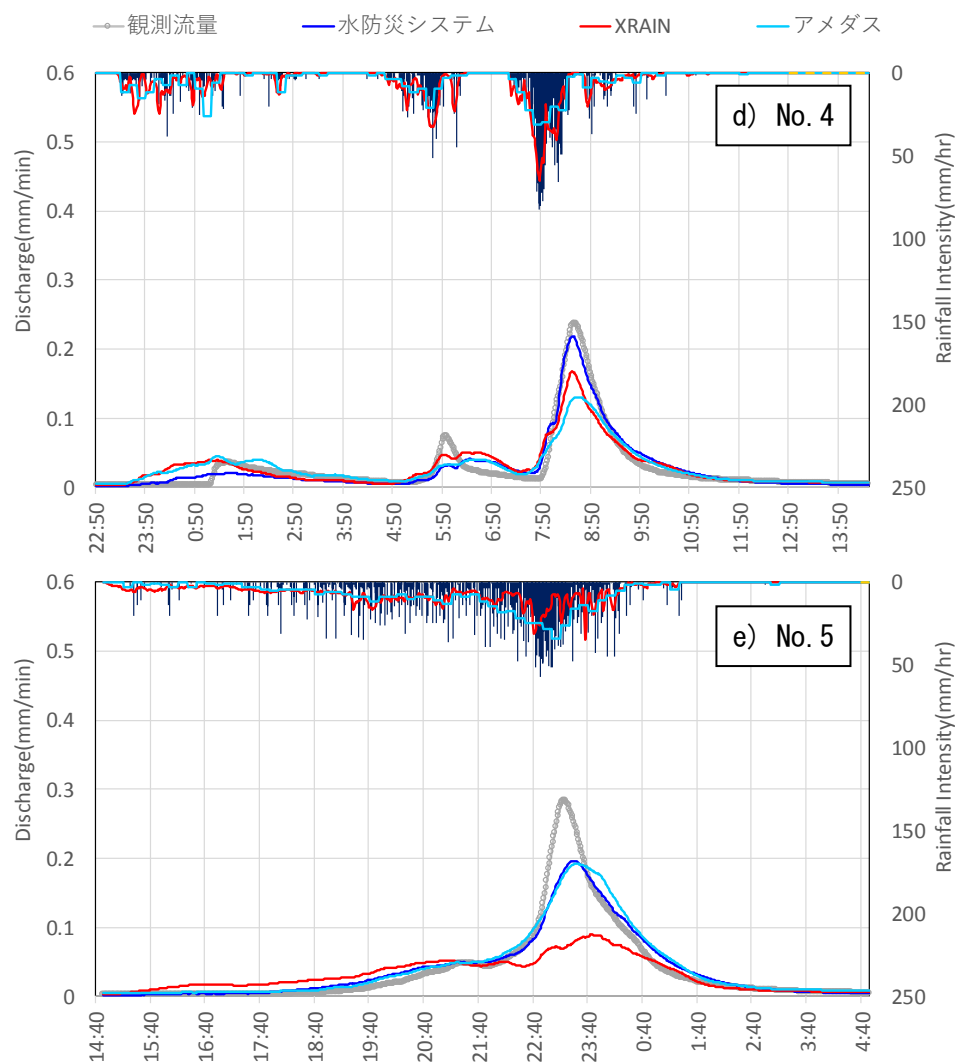 観測流量 水防災システム XRAIN アメダス
0.6 0
d) No.4
0.5 50
0.4 100
0.3 150
0.2 200
0.1
0 250
Discharge(mm/min)
Rainfall Intensity(mm/hr)
22:50 23:50 0:50 1:50 2:50 3:50 4:50 5:50 6:50 7:50 8:50 9:50 10:50 11:50 12:50 13:50
0.6 0
e) No.5
0.5 50
0.4 100
0.3 150
0.2 200
0.1
0 250
Discharge(mm/min)
Rainfall Intensity(mm/hr)
14:40 15:40 16:40 17:40 18:40 19:40 20:40 21:40 22:40 23:40 0:40 1:40 2:40 3:40 4:40